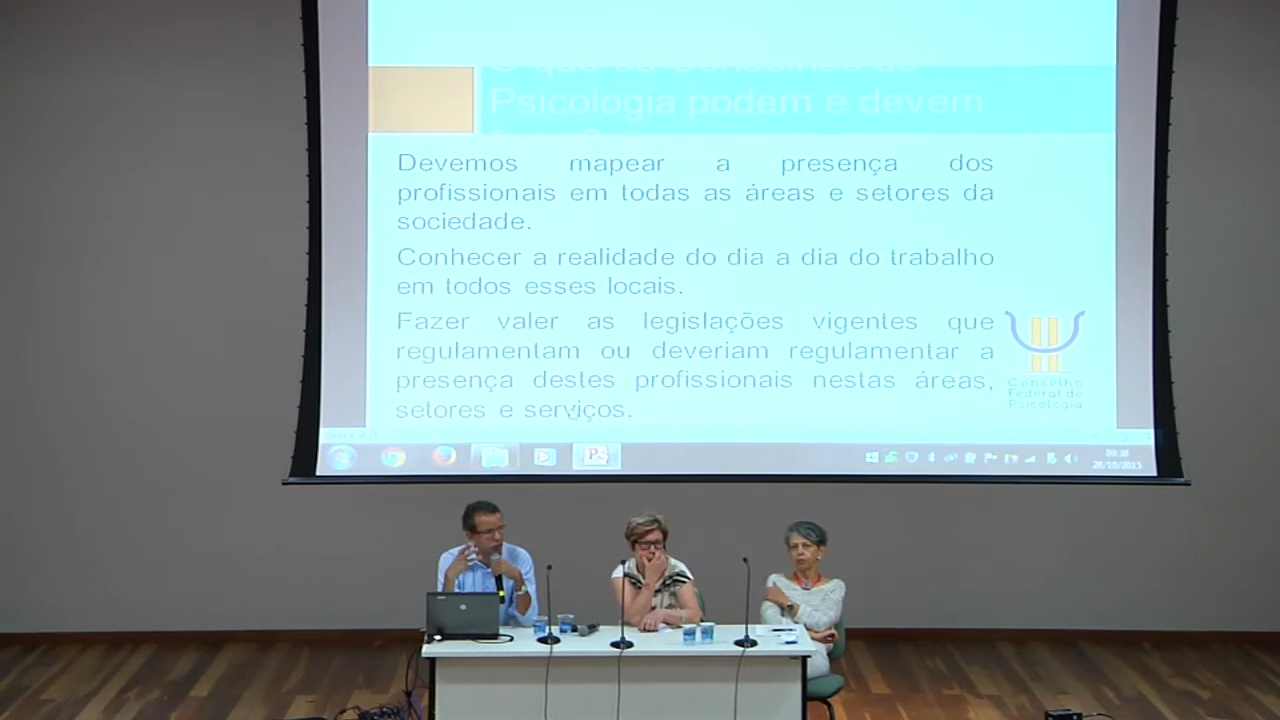 Psicologia podem e devem
Devemos mapear a presença dos
profissionais em todas as áreas e setores da
sociedade.
Conhecer a realidade do dia a dia do trabalho
em todos esses locais.
Fazer valer as legislações vigentes que
regulamentam ou deveriam regulamentar a
presença destes profissionais nestas áreas,
setores e serviços.
Conselho
Federal de
Psicologia